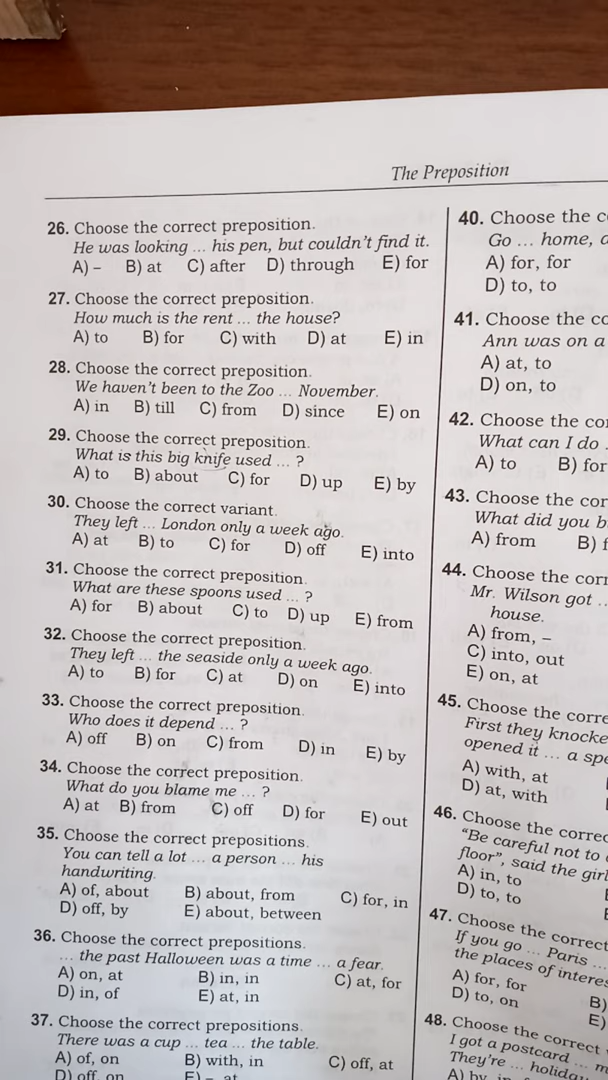 The Preposition
26. Choose the correct preposition.
He was looking ... his pen, but couldn't find it.
A) – B) at C) after D) through E) for
27. Choose the correct preposition.
How much is the rent ... the house?
A) to B) for C) with D) at E) in
28. Choose the correct preposition.
We haven't been to the Zoo ... November.
A) in B) till C) from D) since E) on
29. Choose the correct preposition.
What is this big knife used ... ?
A) to B) about C) for D) up E) by
30. Choose the correct variant.
They left ... London only a week ago.
A) at B) to C) for D) off E) into
31. Choose the correct preposition.
What are these spoons used ... ?
A) for B) about C) to D) up E) from
32. Choose the correct preposition.
They left ... the seaside only a week ago.
A) to B) for C) at D) on E) into
33. Choose the correct preposition.
Who does it depend ... ?
A) off B) on C) from D) in E) by
34. Choose the correct preposition.
What do you blame me ... ?
A) at B) from C) off D) for E) out
35. Choose the correct prepositions.
You can tell a lot ... a person ... his
handwriting.
A) of, about B) about, from C) for, in
D) off, by E) about, between
36. Choose the correct prepositions.
... the past Halloween was a time ... a fear.
A) on, at B) in, in C) at, for
D) in, of E) at, in
37. Choose the correct prepositions.
There was a cup ... tea ... the table.
A) of, on B) with, in C) off, at
D) off, on E) –, at
40. Choose the
Go ... home,
A) for, for
D) to, to
41. Choose the
Ann was on a
A) at, to
D) on, to
42. Choose the
What can I do
A) to B) for
43. Choose the
What did you
A) from B)
44. Choose the
Mr. Wilson got ..
house.
A) from, –
C) into, out
E) on, at
45. Choose the
First they
opened it ... a
A) with, at
D) at, with
46. Choose the
"Be careful not to
floor", said the
A) in, to
D) to, to
47. Choose the correct
If you go ... Paris ...
the places of
A) for, for B)
D) to, on E)
48. Choose the correct
I got a postcard ...
They're ...
A)